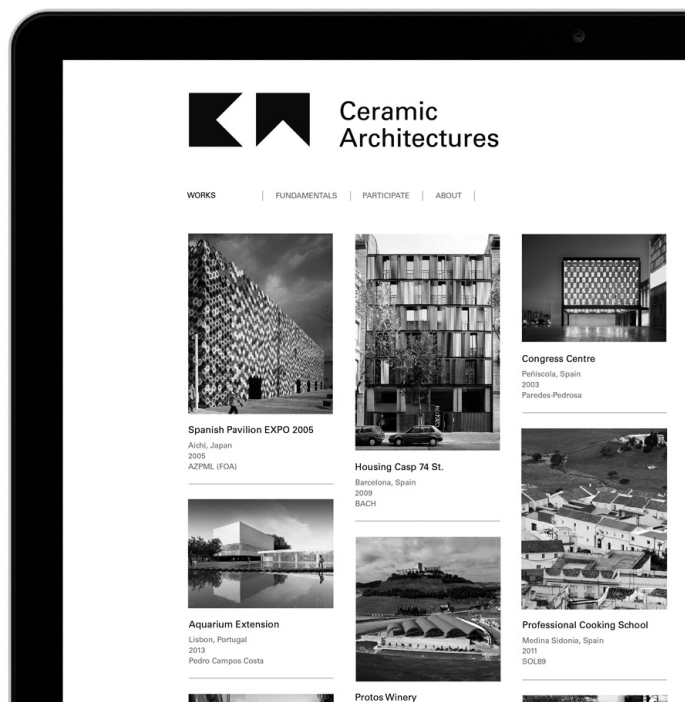 Ceramic
Architectures
WORKS
FUNDAMENTALS
PARTICIPATE
ABOUT
Spanish Pavilion EXPO 2005
Aichi, Japan
2005
AZPML (FOA)
Aquarium Extension
Lisbon, Portugal
2013
Pedro Campos Costa
Housing Casp 74 St.
Barcelona, Spain
2009
BACH
Protos Winery
Congress Centre
Peñíscola, Spain
2003
Paredes-Pedrosa
Professional Cooking School
Medina Sidonia, Spain
2011
SOL89